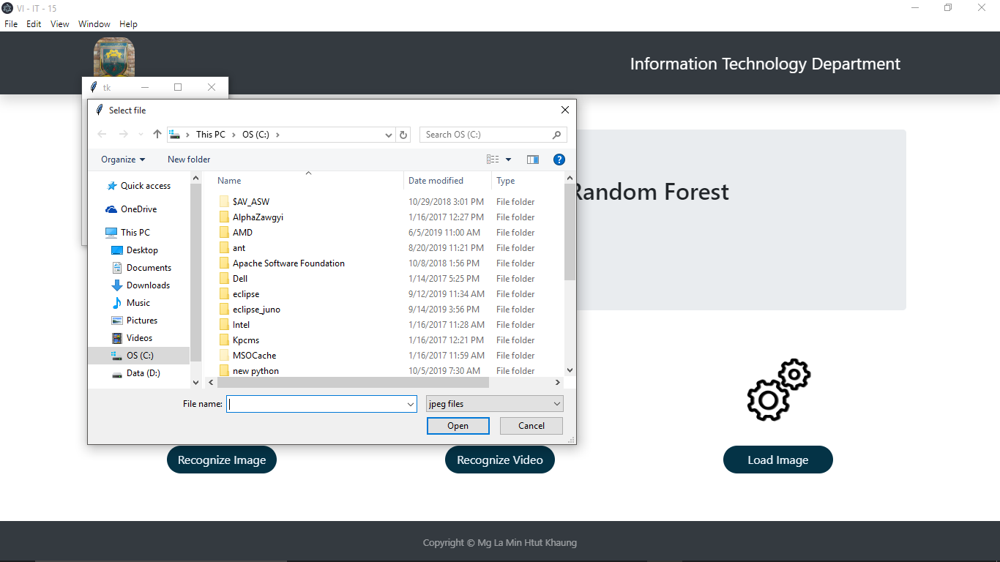 VI - IT - 15
File Edit View Window Help
Information Technology Department
tk
Select file
This PC OS (C:)
Search OS (C:)
Organize New folder
Quick access
OneDrive
This PC
Desktop
Documents
Downloads
Music
Pictures
Videos
OS (C:)
Data (D:)
Name Date modified Type
$AV_ASW 10/29/2018 3:01 PM File folder
AlphaZawgyi 1/16/2017 12:27 PM File folder
AMD 6/5/2019 11:00 AM File folder
ant 8/20/2019 11:21 PM File folder
Apache Software Foundation 10/8/2018 1:56 PM File folder
Dell 1/14/2017 5:25 PM File folder
eclipse 9/12/2019 11:34 AM File folder
eclipse_juno 9/14/2019 3:56 PM File folder
Intel 1/16/2017 11:28 AM File folder
Kpcms 1/16/2017 12:21 PM File folder
MSOCache 1/16/2017 11:59 AM File folder
new python 10/5/2019 7:30 AM File folder
File name: jpeg files
Open Cancel
Random Forest
Recognize Image
Recognize Video
Load Image
Copyright © Mg La Min Htut Khaung